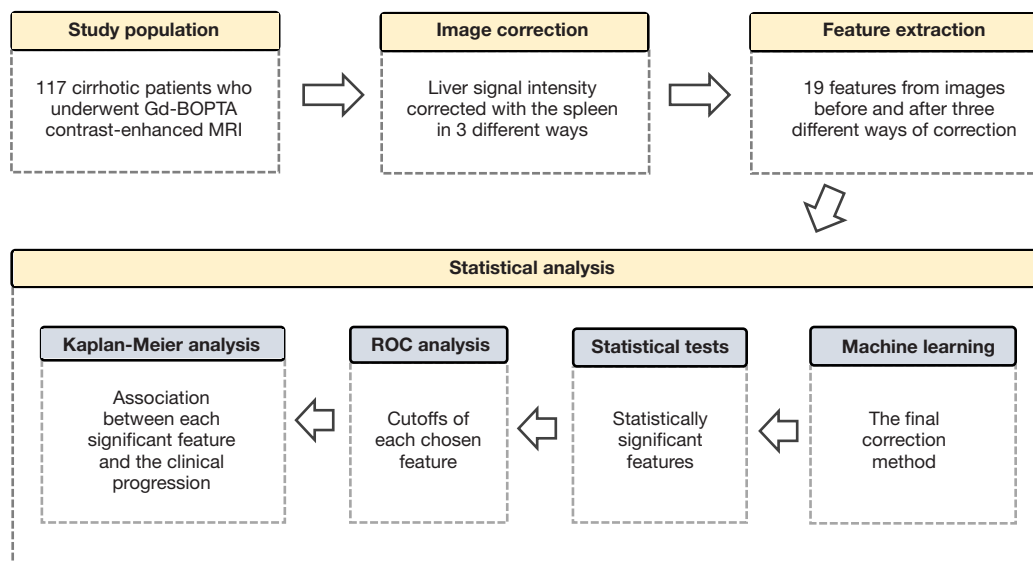 Study population
117 cirrhotic patients who
underwent Gd-BOPTA
contrast-enhanced MRI
Image correction
Liver signal intensity
corrected with the spleen
in 3 different ways
Feature extraction
19 features from images
before and after three
different ways of correction
Statistical analysis
Kaplan-Meier analysis
Association
between each
significant feature
and the clinical
progression
ROC analysis
Cutoffs of
each chosen
feature
Statistical tests
Statistically
significant
features
Machine learning
The final
correction
method